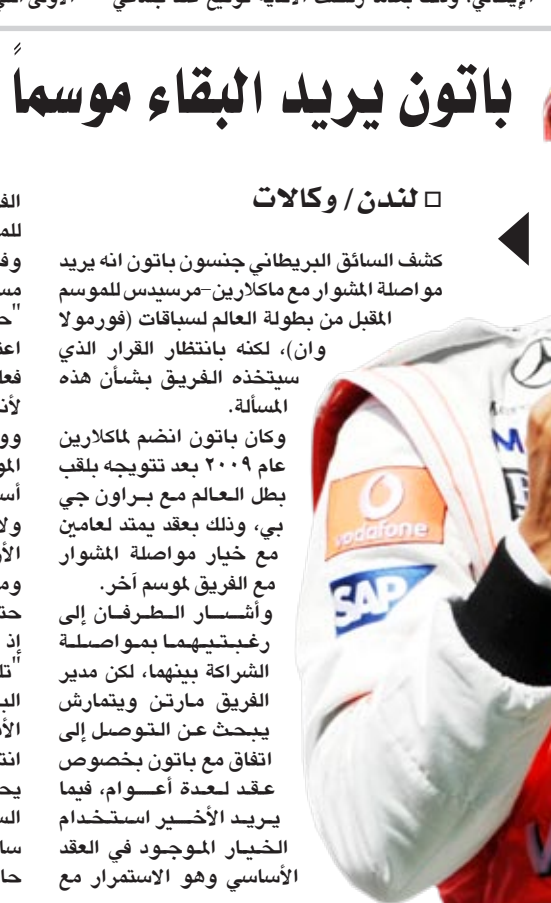 باتون يريد البقاء موسماً
لندن / وكالات
كشف السائق البريطاني جنسون باتون انه يريد
مواصلة المشوار مع ماكلارين-مرسيدس للموسم
المقبل من بطولة العالم لسباقات (فورمولا
وان)، لكنه بانتظار القرار الذي
سيتخذه الفريق بشأن هذه
المسألة.
وكان باتون انضم لماكلارين
عام ٢٠٠٩ بعد تتويجه بلقب
بطل العالم مع براون جي
بي، وذلك بعقد يمتد لعامين
مع خيار مواصلة المشوار
مع الفريق لموسم آخر.
وأشار الطرفان إلى
رغبتيهما بمواصلة
الشراكة بينهما، لكن مدير
الفريق مارتن ويتمارش
يبحث عن التوصل إلى
اتفاق مع باتون بخصوص
عقد لعدة أعوام، فيما
يريد الأخير استخدام
الخيار الموجود في العقد
الأساسي وهو الاستمرار مع
vodafone
SAP